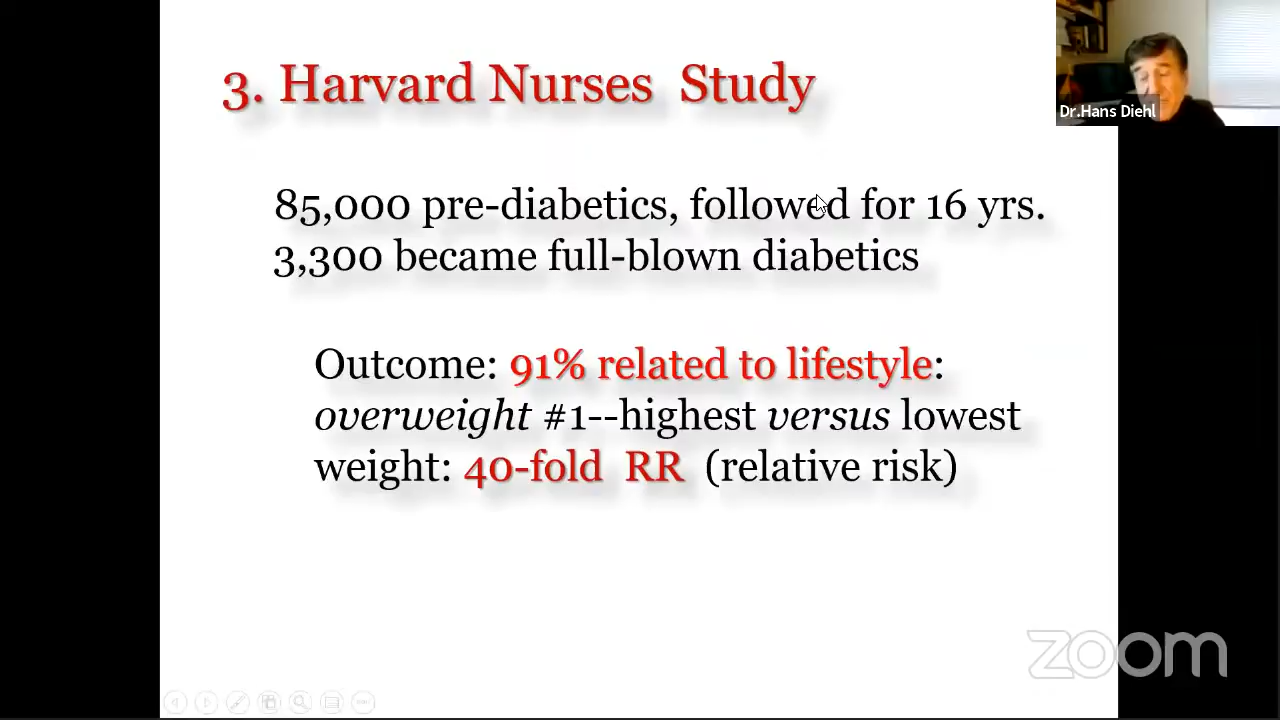 3. Harvard Nurses Study
Dr.Hans Diehl
85,000 pre-diabetics, followed for 16 yrs.
3,300 became full-blown diabetics
Outcome: 91% related to lifestyle:
overweight #1--highest versus lowest
weight: 40-fold RR (relative risk)
zoom